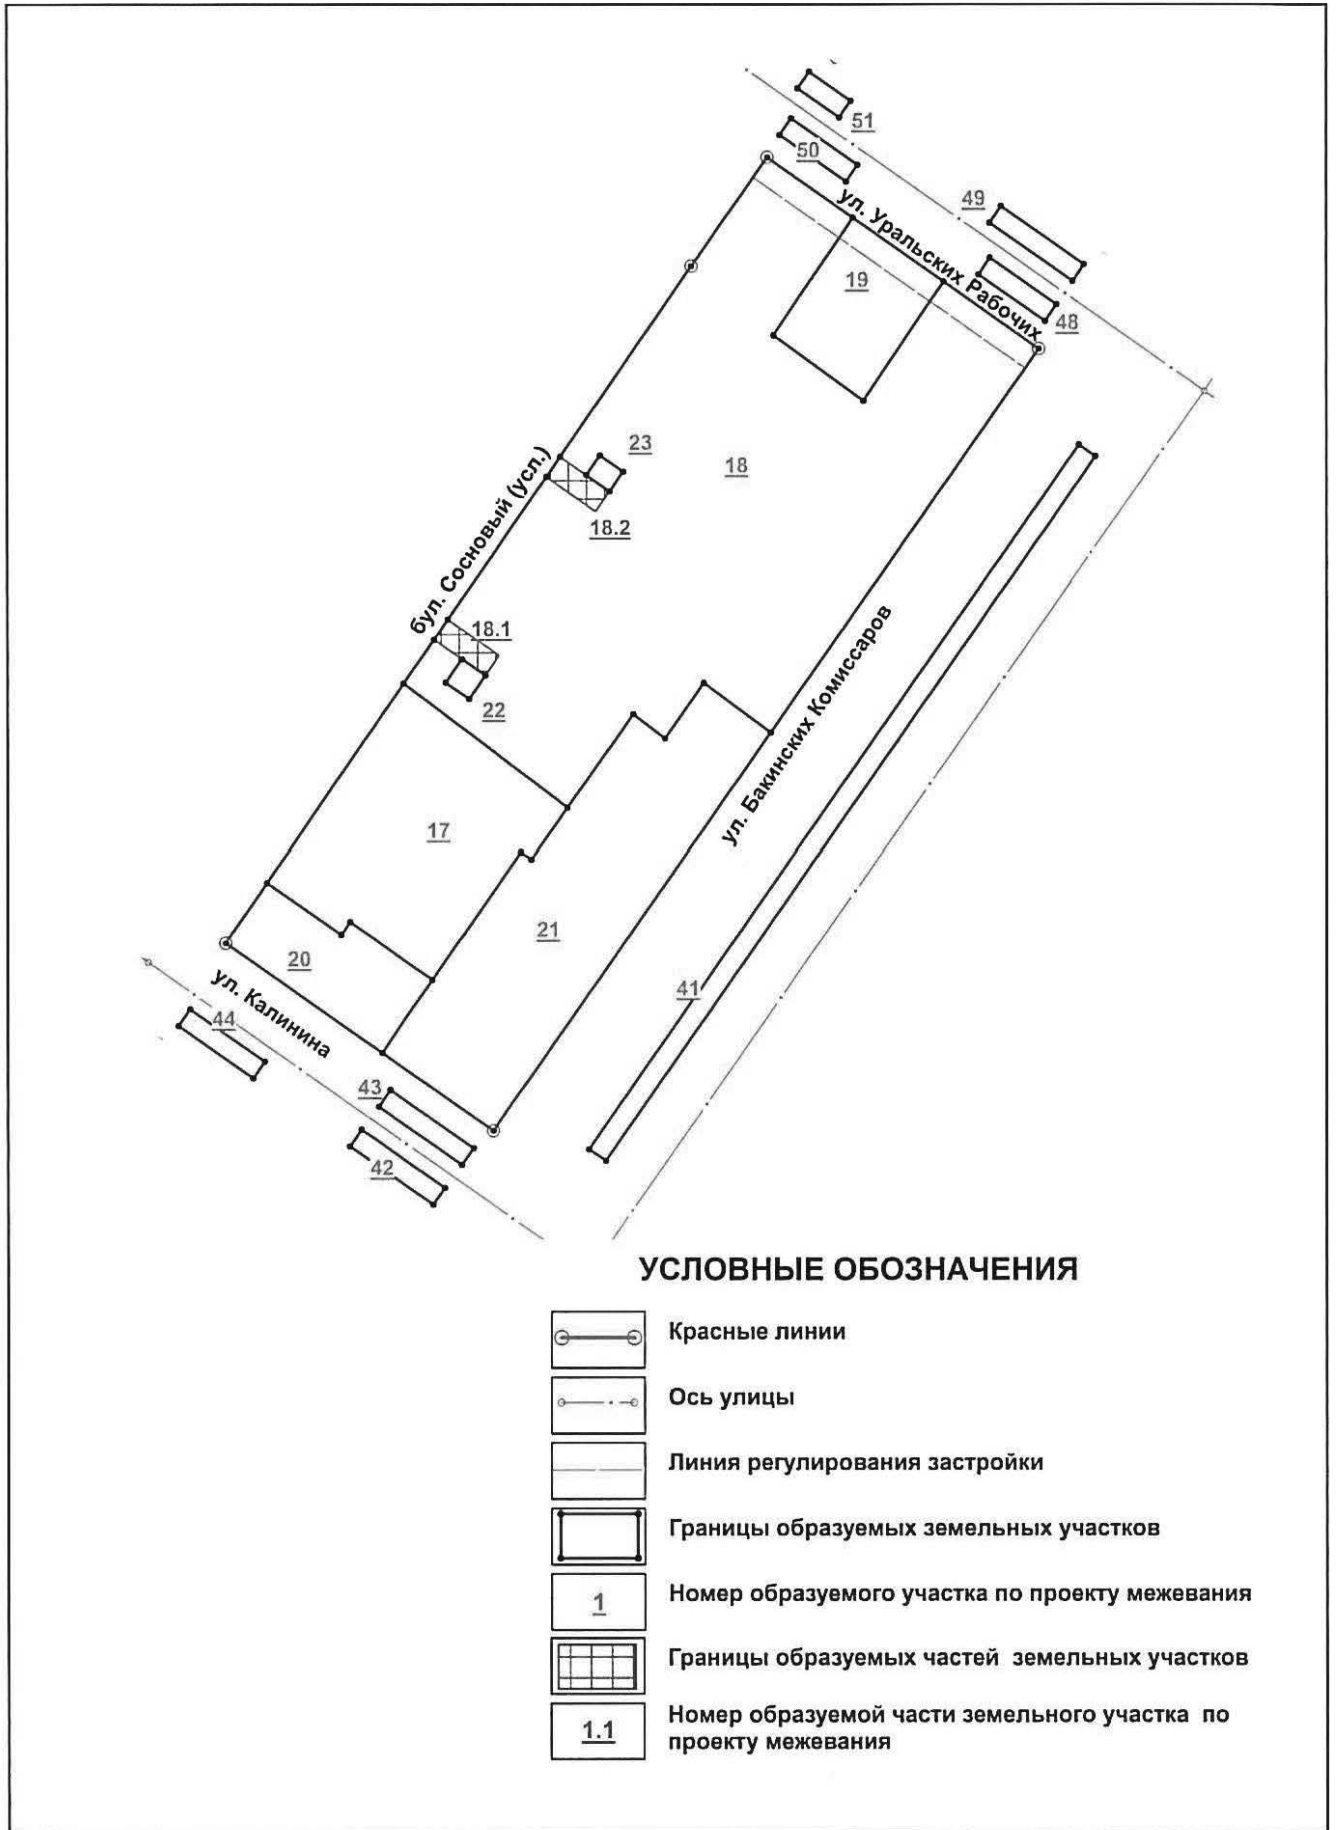 51
50
49
ул. Уральских Рабочих
19
48
23
18
бул. Сосновый (усл.)
18.2
18.1
22
ул. Бакинских Комиссаров
17
21
20
41
ул. Калинина
44
43
42
УСЛОВНЫЕ ОБОЗНАЧЕНИЯ
Красные линии
Ось улицы
Линия регулирования застройки
Границы образуемых земельных участков
1
Номер образуемого участка по проекту межевания
Границы образуемых частей земельных участков
1.1
Номер образуемой части земельного участка по
проекту межевания